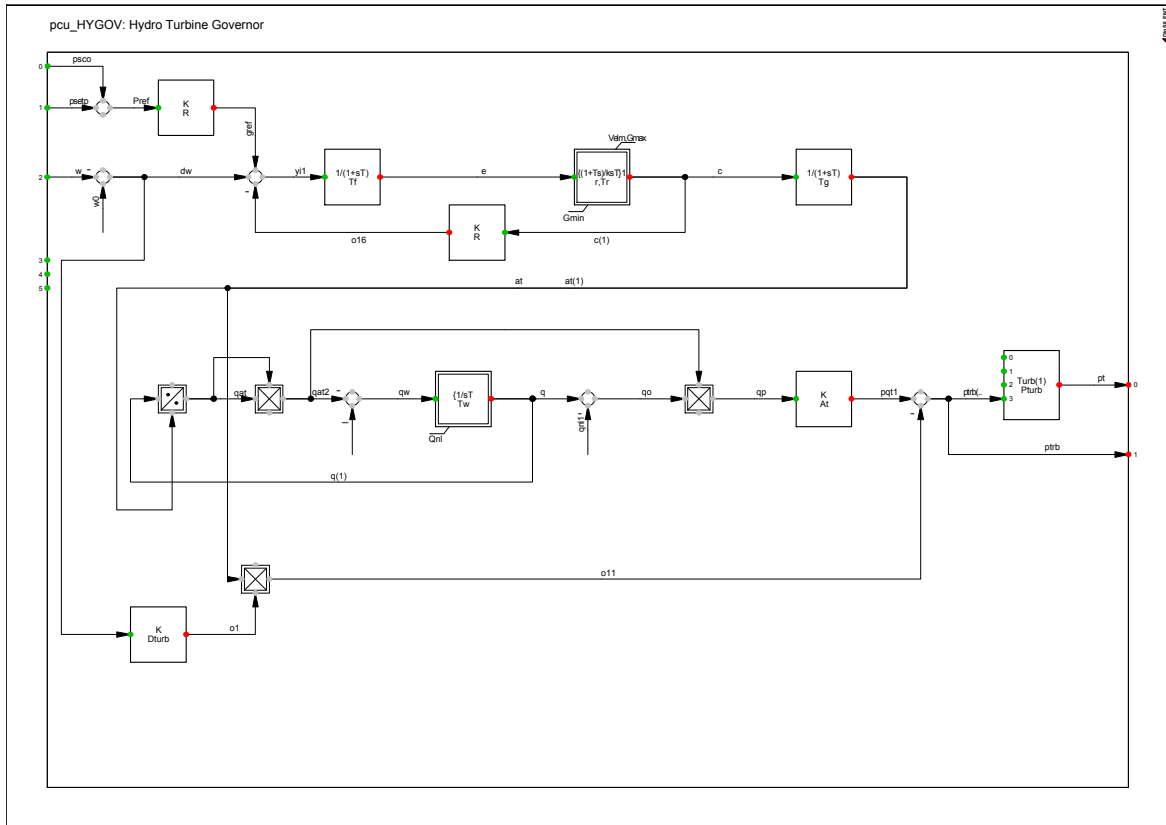 pcu_HYGOV: Hydro Turbine Governor
DIgSILENT
psco
0
psetp
Pref
1
K
R
gref
Velm,Gmax
w
-
dw
2
yi1
1/(1+sT)
Tf
e
{(1+Ts)/ksT}1
r,Tr
c
1/(1+sT)
Tg
-
w0
Gmin
K
R
o16
c(1)
3
4
5
at
at(1)
0
1
2
3
Turb(1)
Pturb
pt
0
qat
qat2
-
qw
{1/sT
Tw
q
-
qo
qp
K
At
pqt1
-
ptrb(..
1
Qnl
qnl1
ptrb
1
q(1)
o11
K
Dturb
o1